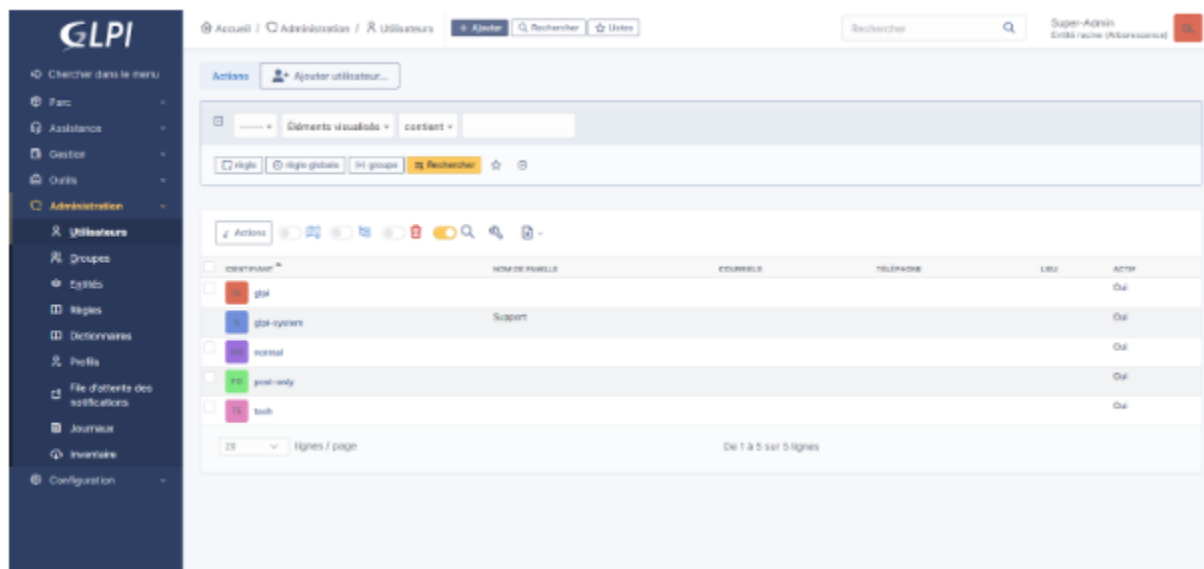 GLPI
Accueil / Administration / Utilisateurs
+ Ajouter
Rechercher
Listes
Rechercher
Super-Admin
Entité racine (Arborescence)
GL
Chercher dans le menu
Parc
Assistance
Gestion
Outils
Administration
Utilisateurs
Groupes
Entités
Règles
Dictionnaires
Profils
File d'attente des
notifications
Journaux
Inventaire
Configuration
Actions
Ajouter utilisateur...
------
Éléments visualisés
contient
règle
règle globale
groupe
Rechercher
Actions
IDENTIFIANT
NOM DE FAMILLE
COURRIELS
TÉLÉPHONE
LIEU
ACTIF
glpi
Oui
S
glpi-system
Support
Oui
normal
Oui
PO
post-only
Oui
TE
tech
Oui
20
lignes / page
De 1 à 5 sur 5 lignes